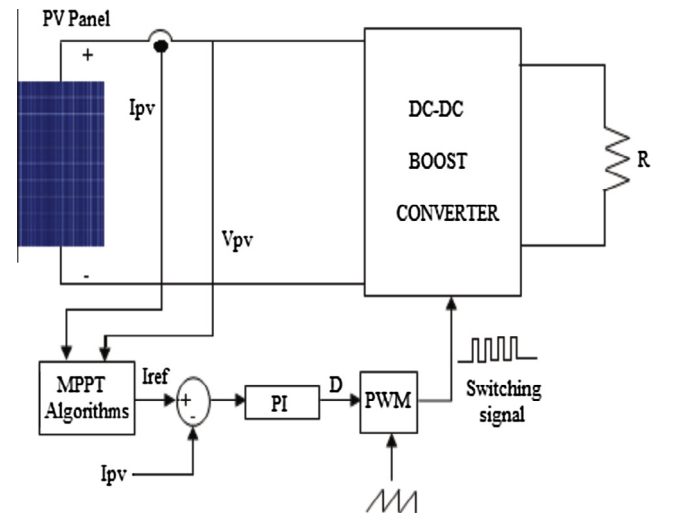 PV Panel
+
Ipv
DC-DC
BOOST
CONVERTER
R
Vpv
-
MPPT
Algorithms
Iref
+
-
PI
D
PWM
Switching
signal
Ipv